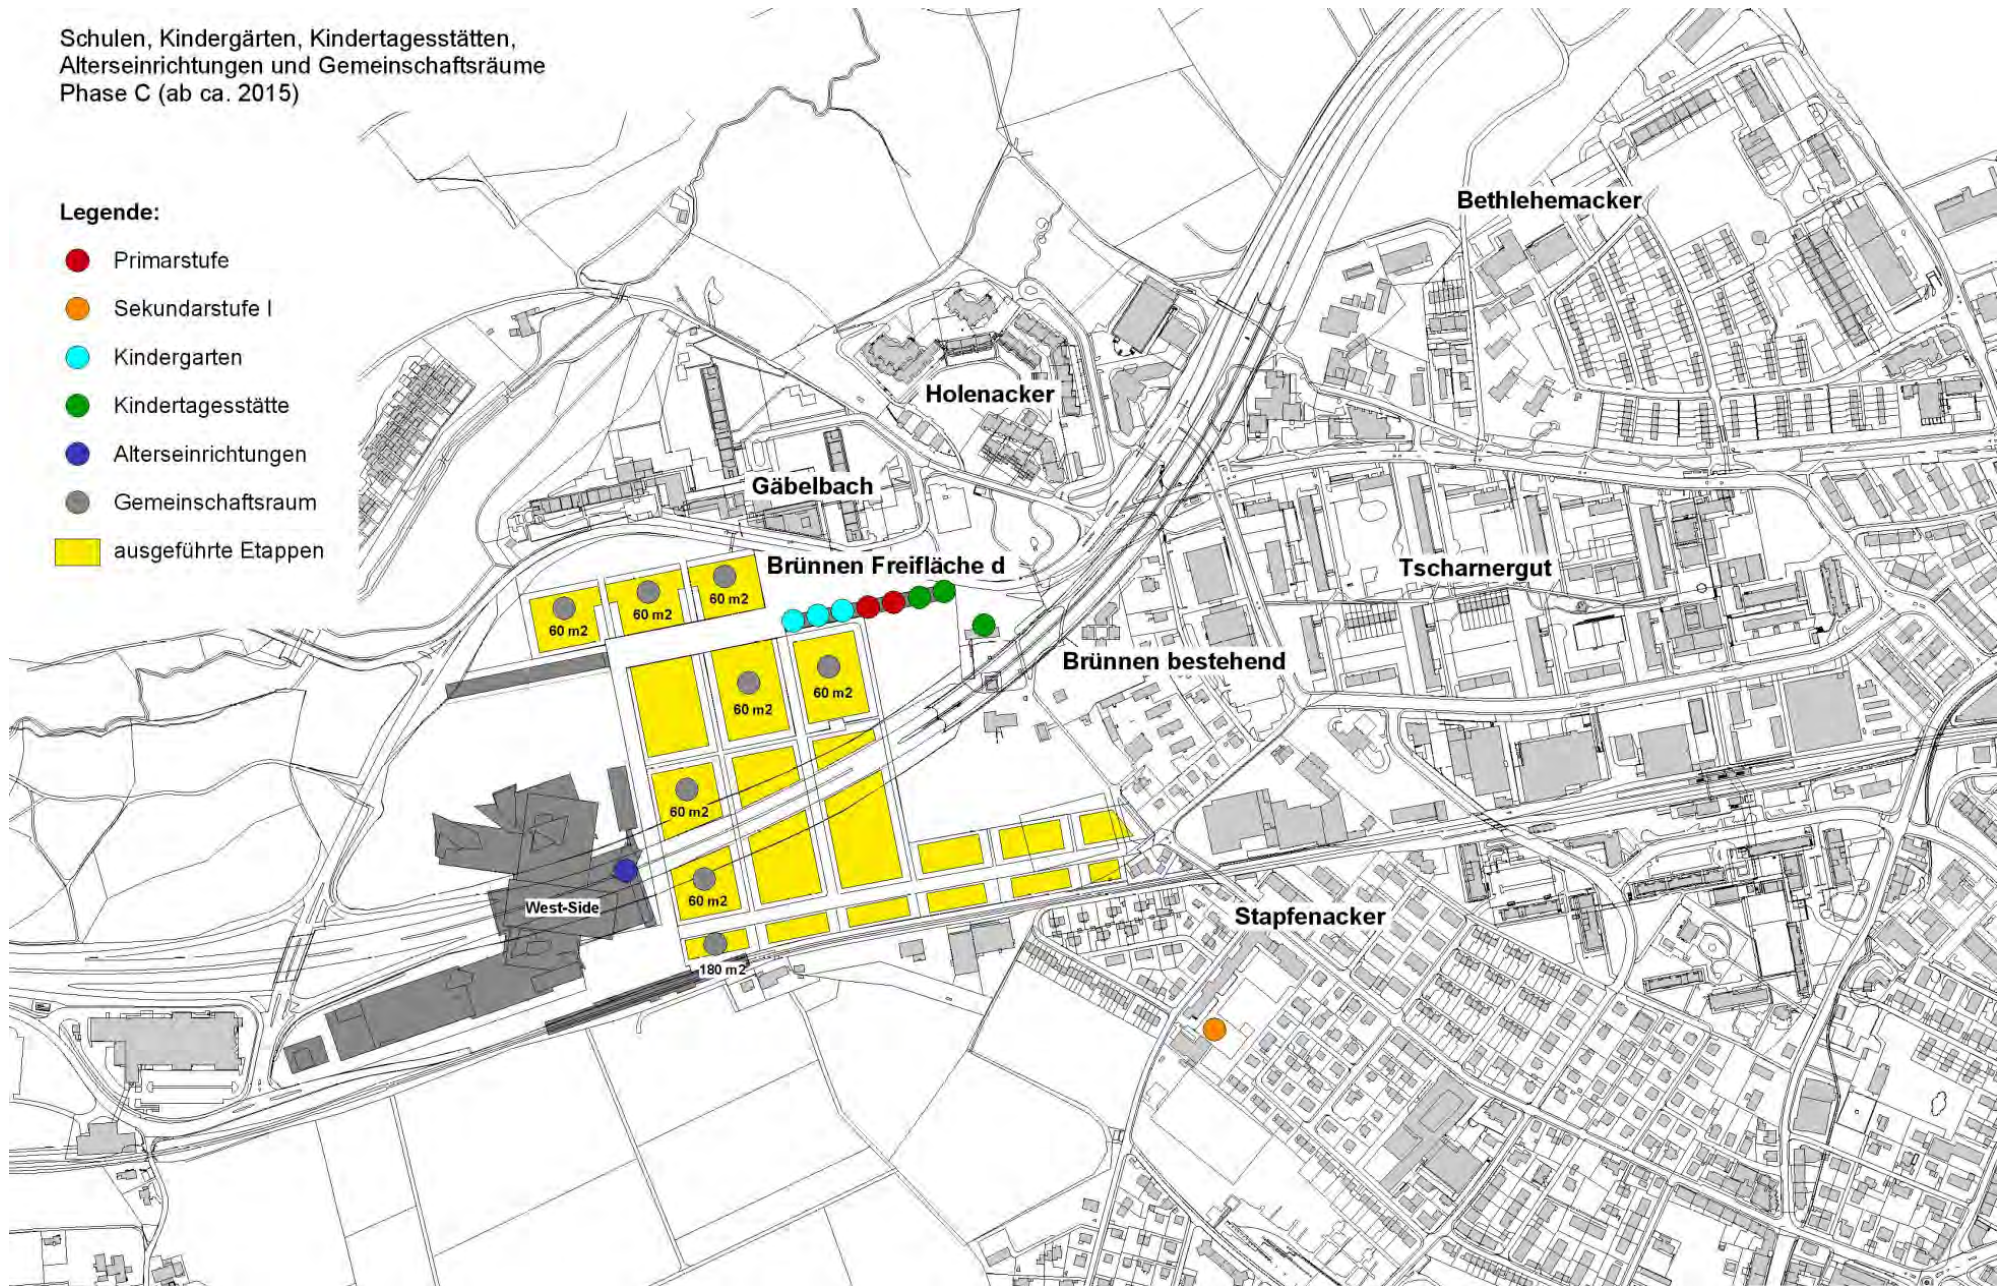 Schulen, Kindergärten, Kindertagesstätten,
Alterseinrichtungen und Gemeinschaftsräume
Phase C (ab ca. 2015)
Legende:
Primarstufe
Sekundarstufe I
Kindergarten
Kindertagesstätte
Alterseinrichtungen
Gemeinschaftsraum
ausgeführte Etappen
Bethlehemacker
Holenacker
Gäbelbach
Brünnen Freifläche d
Tscharnergut
60 m2
60 m2
60 m2
Brünnen bestehend
60 m2
60 m2
60 m2
60 m2
West-Side
Stapfenacker
180 m2